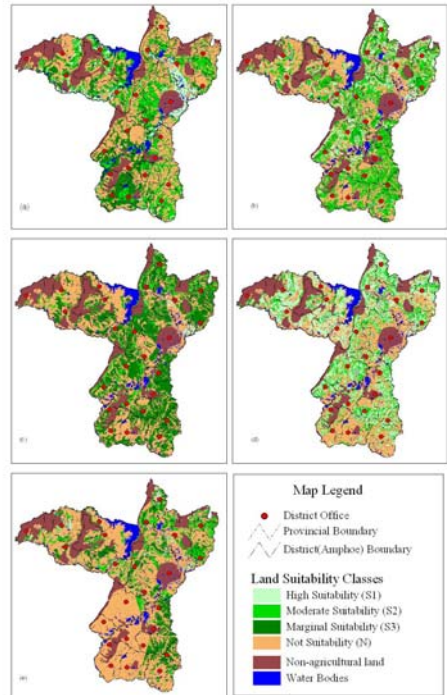 (a)
(b)
(c)
(d)
(e)
Map Legend
District Office
Provincial Boundary
District(Amphoe) Boundary
Land Suitability Classes
High Suitability (S1)
Moderate Suitability (S2)
Marginal Suitability (S3)
Not Suitability (N)
Non-agricultural land
Water Bodies